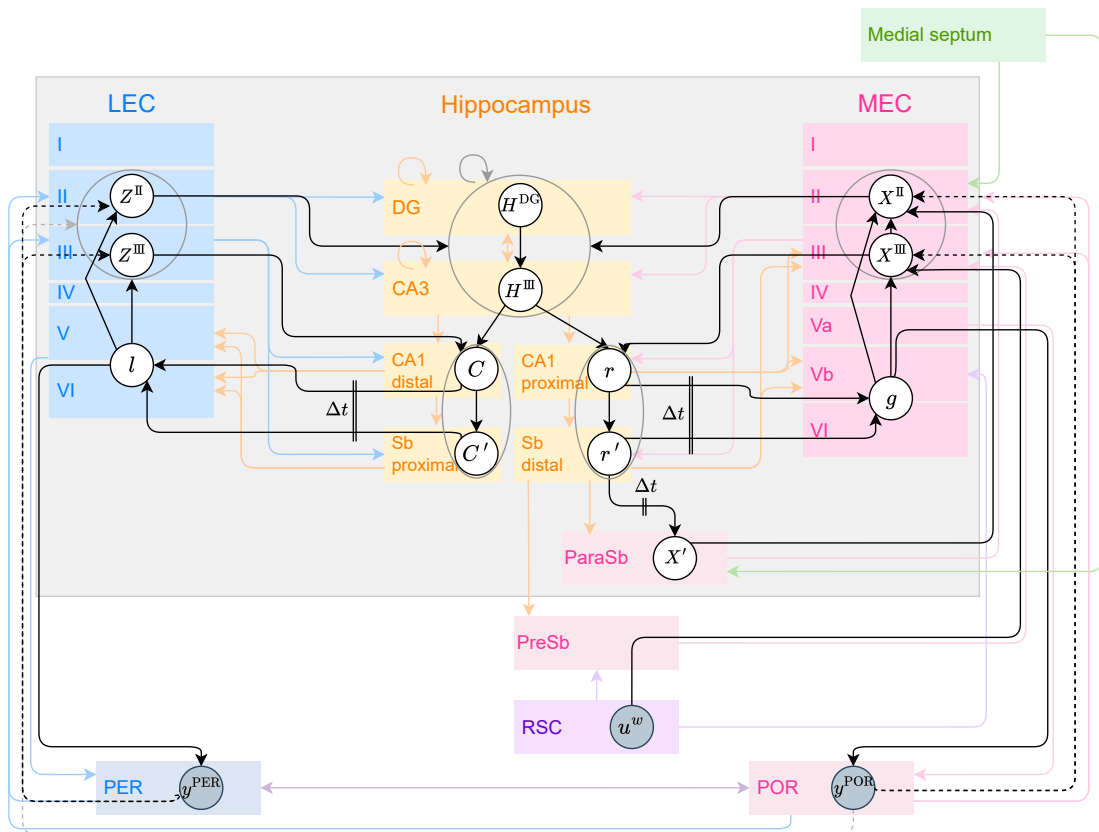 Medial septum
LEC
Hippocampus
MEC
I
I
II
Z^II
DG
H^DG
II
X^II
III
Z^III
III
X^III
IV
CA3
H^III
IV
V
Va
CA1
distal
C
CA1
proximal
r
l
Vb
VI
Δt
Δt
g
VI
Sb
proximal
C′
Sb
distal
r′
Δt
ParaSb
X′
PreSb
RSC
u^w
PER
y^PER
POR
y^POR